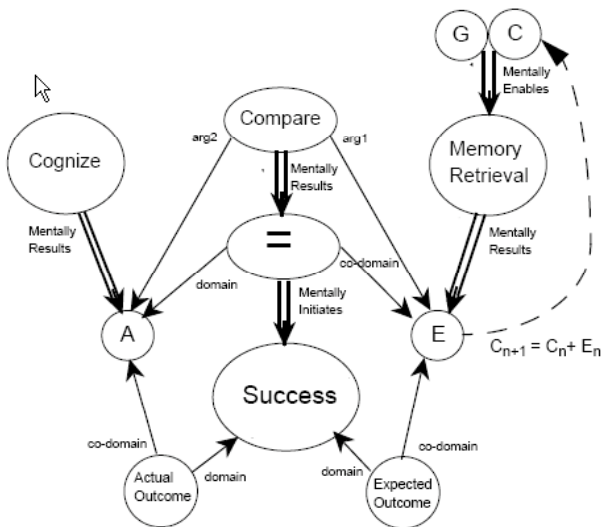 G
C
Mentally
Enables
Compare
arg2
arg1
Cognize
Memory
Retrieval
Mentally
Results
Mentally
Results
Mentally
Results
=
domain
co-domain
Mentally
Initiates
A
E
Cn+1 = Cn+ En
Success
co-domain
domain
domain
co-domain
Actual
Outcome
Expected
Outcome